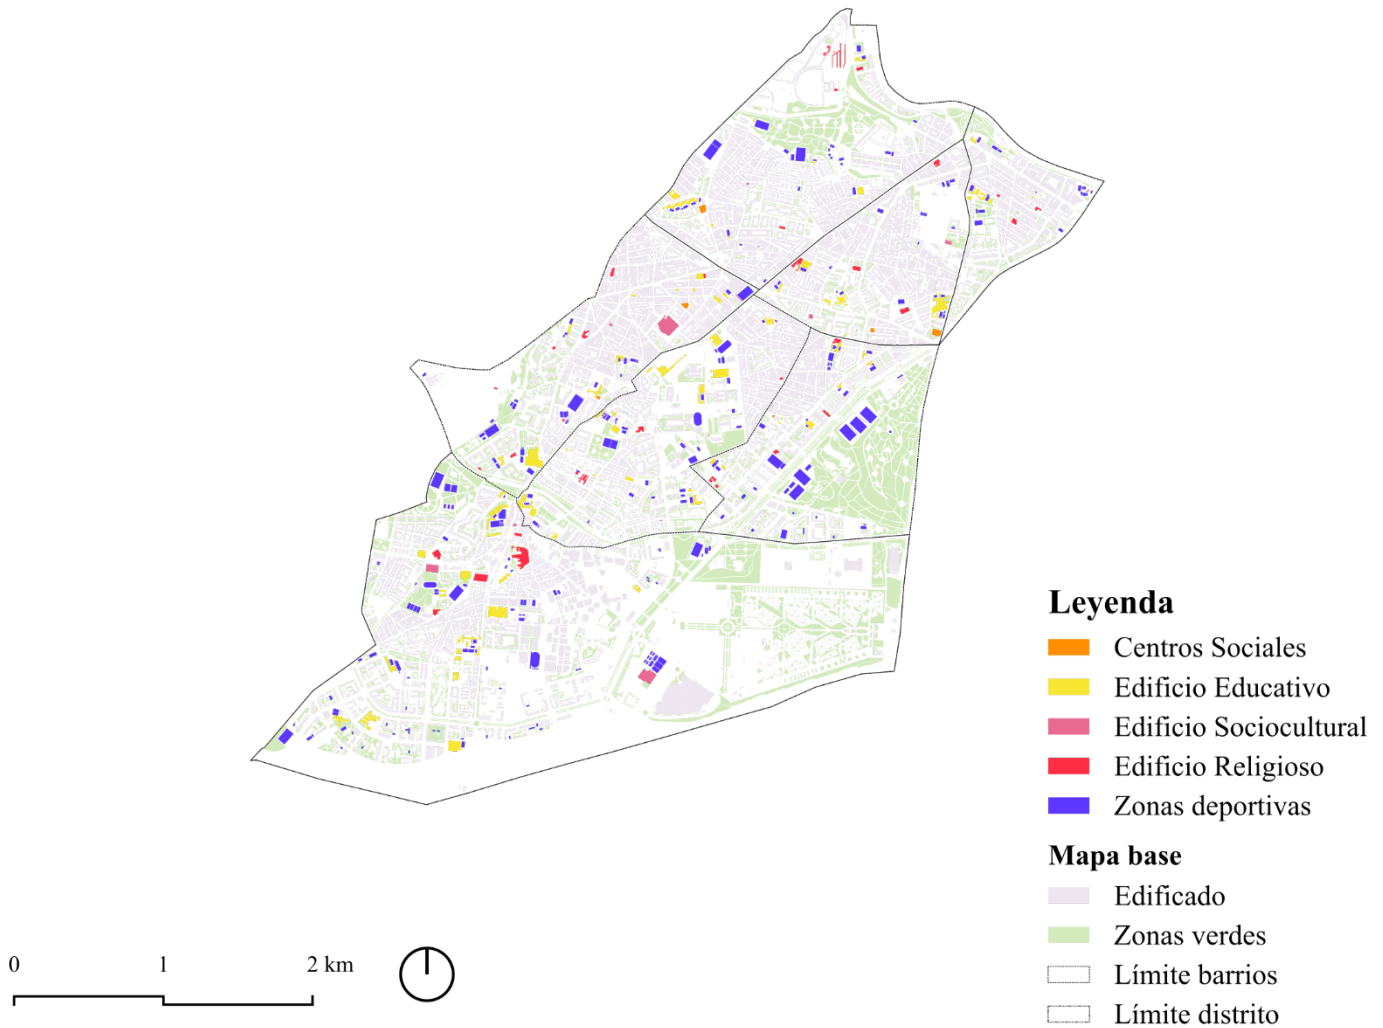 Leyenda
Centros Sociales
Edificio Educativo
Edificio Sociocultural
Edificio Religioso
Zonas deportivas
Mapa base
Edificado
Zonas verdes
Límite barrios
Límite distrito
0 1 2 km